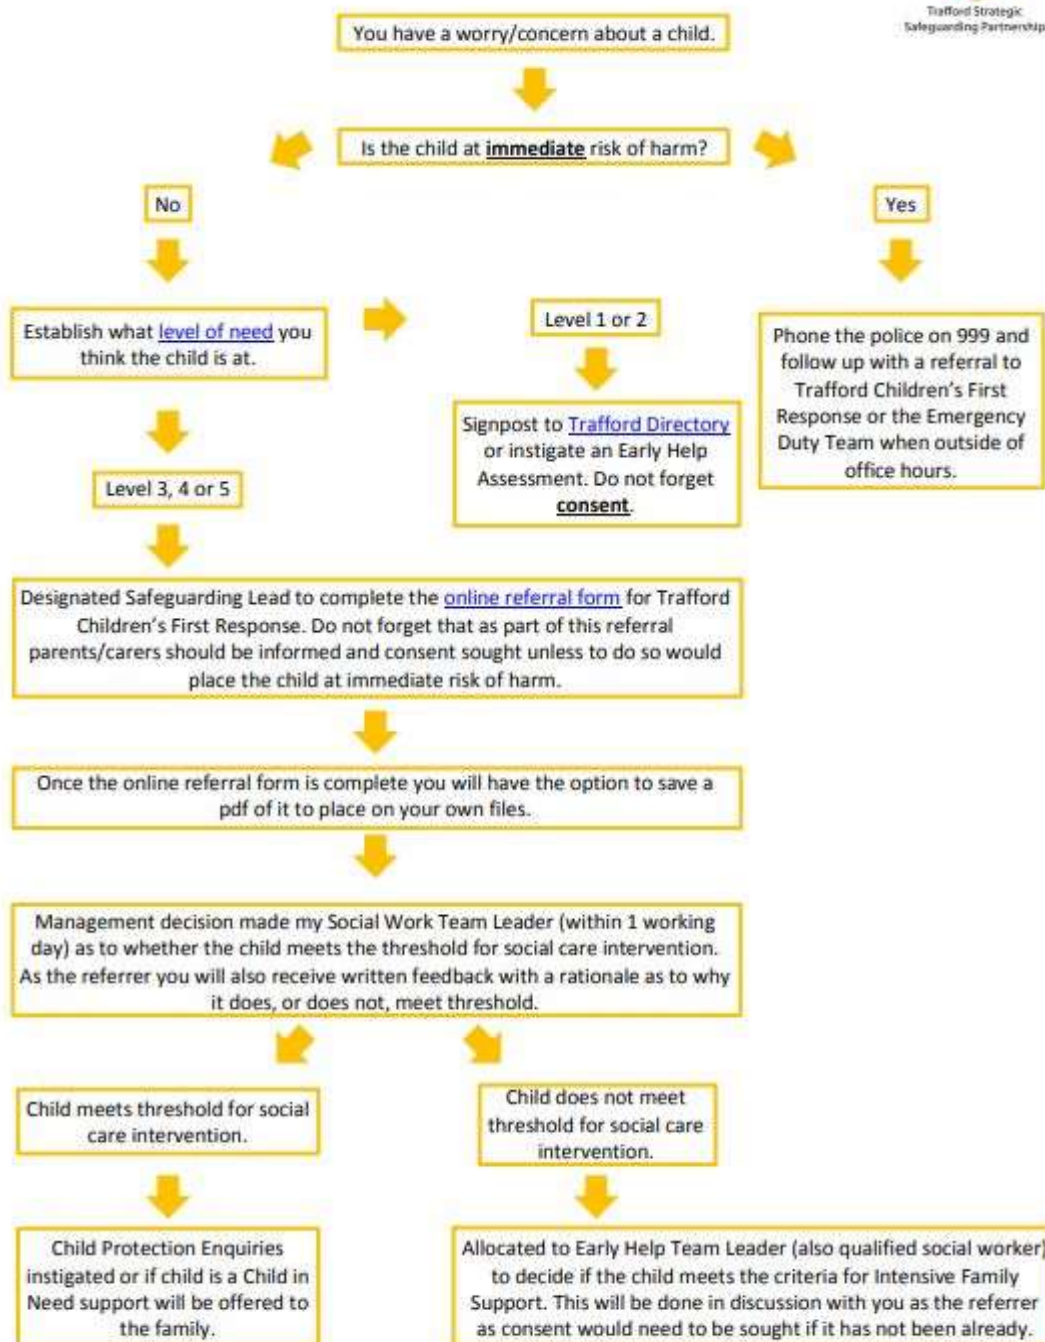 Trafford Strategic
Safeguarding Partnership
You have a worry/concern about a child.
Is the child at immediate risk of harm?
No
Yes
Establish what level of need you
think the child is at.
Level 1 or 2
Phone the police on 999 and
follow up with a referral to
Trafford Children's First
Response or the Emergency
Duty Team when outside of
office hours.
Signpost to Trafford Directory
or instigate an Early Help
Assessment. Do not forget
consent.
Level 3, 4 or 5
Designated Safeguarding Lead to complete the online referral form for Trafford
Children's First Response. Do not forget that as part of this referral
parents/carers should be informed and consent sought unless to do so would
place the child at immediate risk of harm.
Once the online referral form is complete you will have the option to save a
pdf of it to place on your own files.
Management decision made my Social Work Team Leader (within 1 working
day) as to whether the child meets the threshold for social care intervention.
As the referrer you will also receive written feedback with a rationale as to why
it does, or does not, meet threshold.
Child meets threshold for social
care intervention.
Child does not meet
threshold for social care
intervention.
Child Protection Enquiries
instigated or if child is a Child in
Need support will be offered to
the family.
Allocated to Early Help Team Leader (also qualified social worker)
to decide if the child meets the criteria for Intensive Family
Support. This will be done in discussion with you as the referrer
as consent would need to be sought if it has not been already.